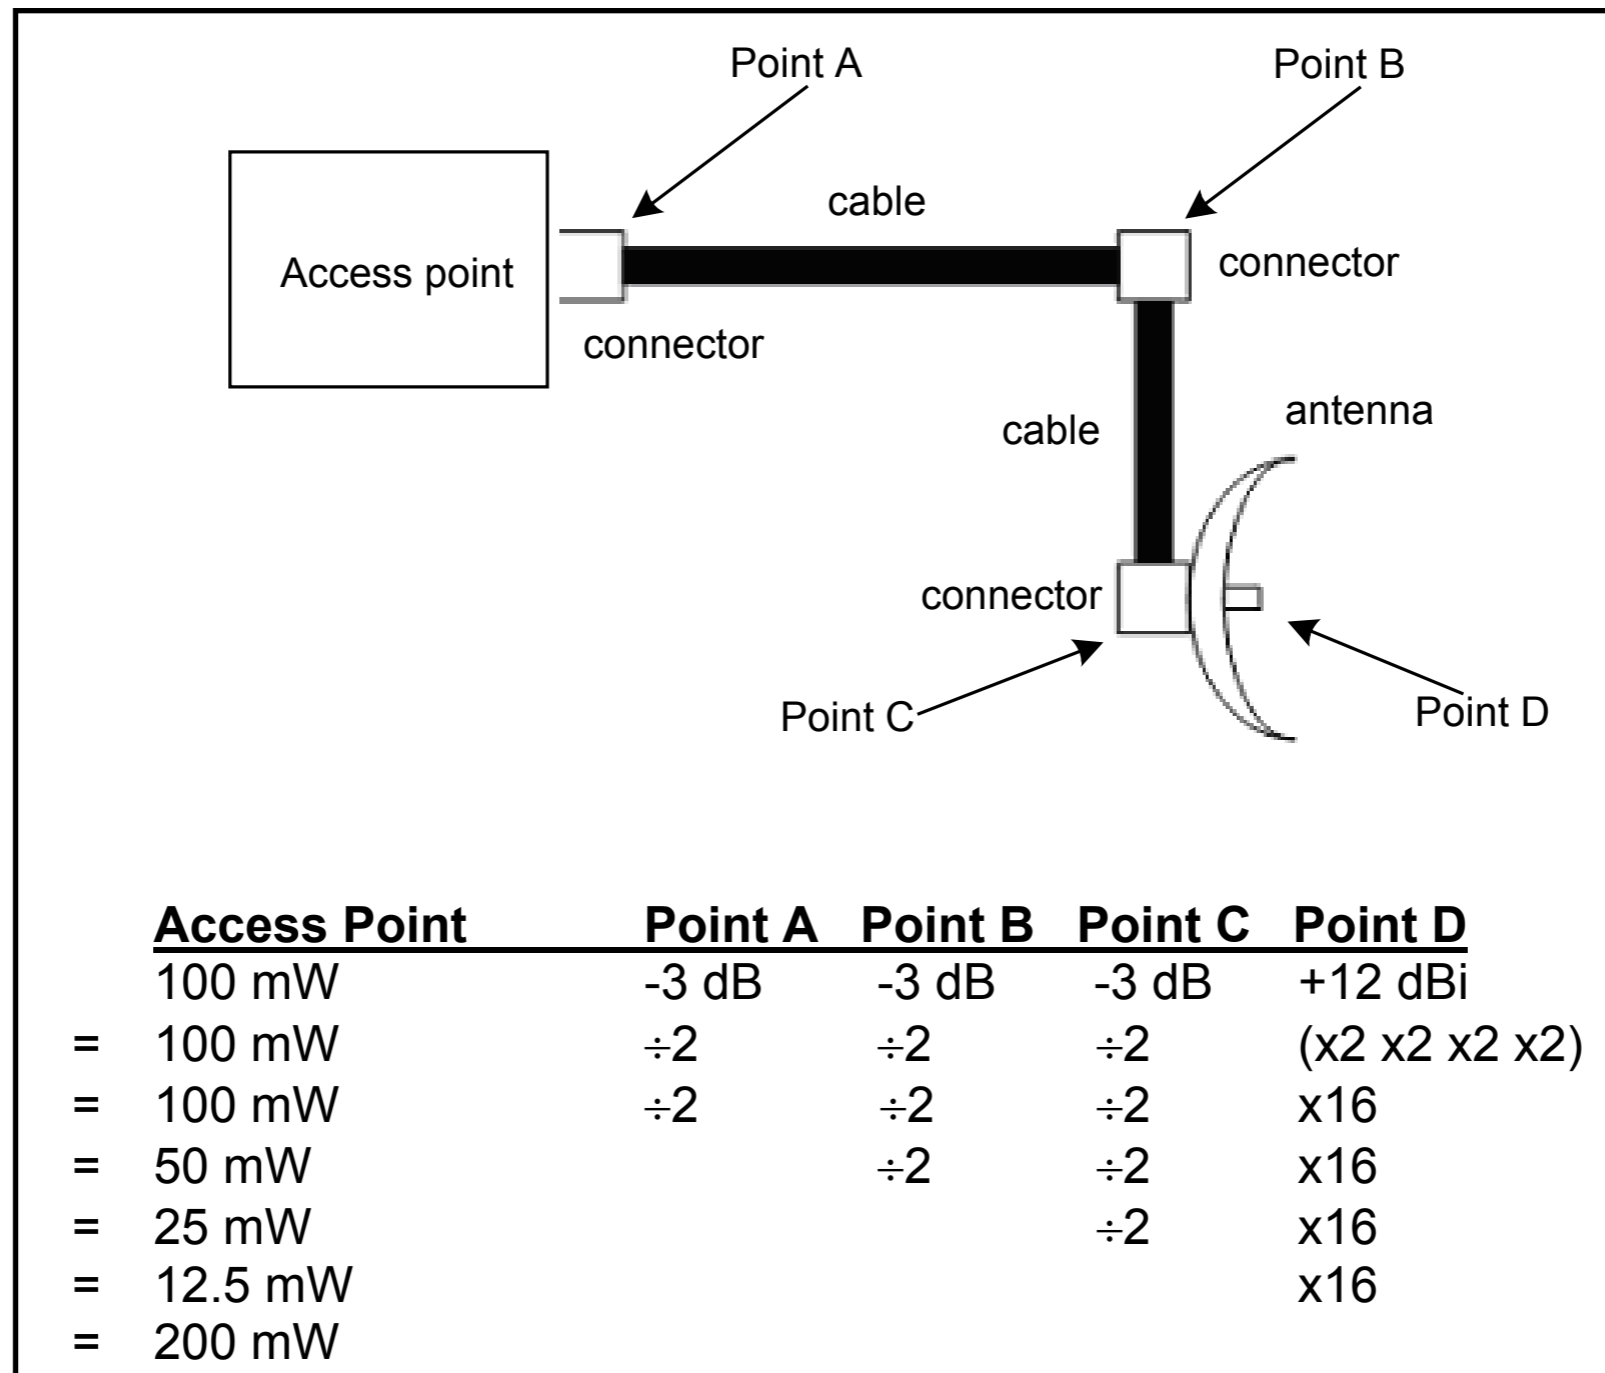 Point A
Point B
cable
Access point
connector
connector
cable
antenna
connector
Point C
Point D
Access Point Point A Point B Point C Point D
100 mW -3 dB -3 dB -3 dB +12 dBi
= 100 mW ÷2 ÷2 ÷2 (x2 x2 x2 x2)
= 100 mW ÷2 ÷2 ÷2 x16
= 50 mW ÷2 ÷2 x16
= 25 mW ÷2 x16
= 12.5 mW x16
= 200 mW